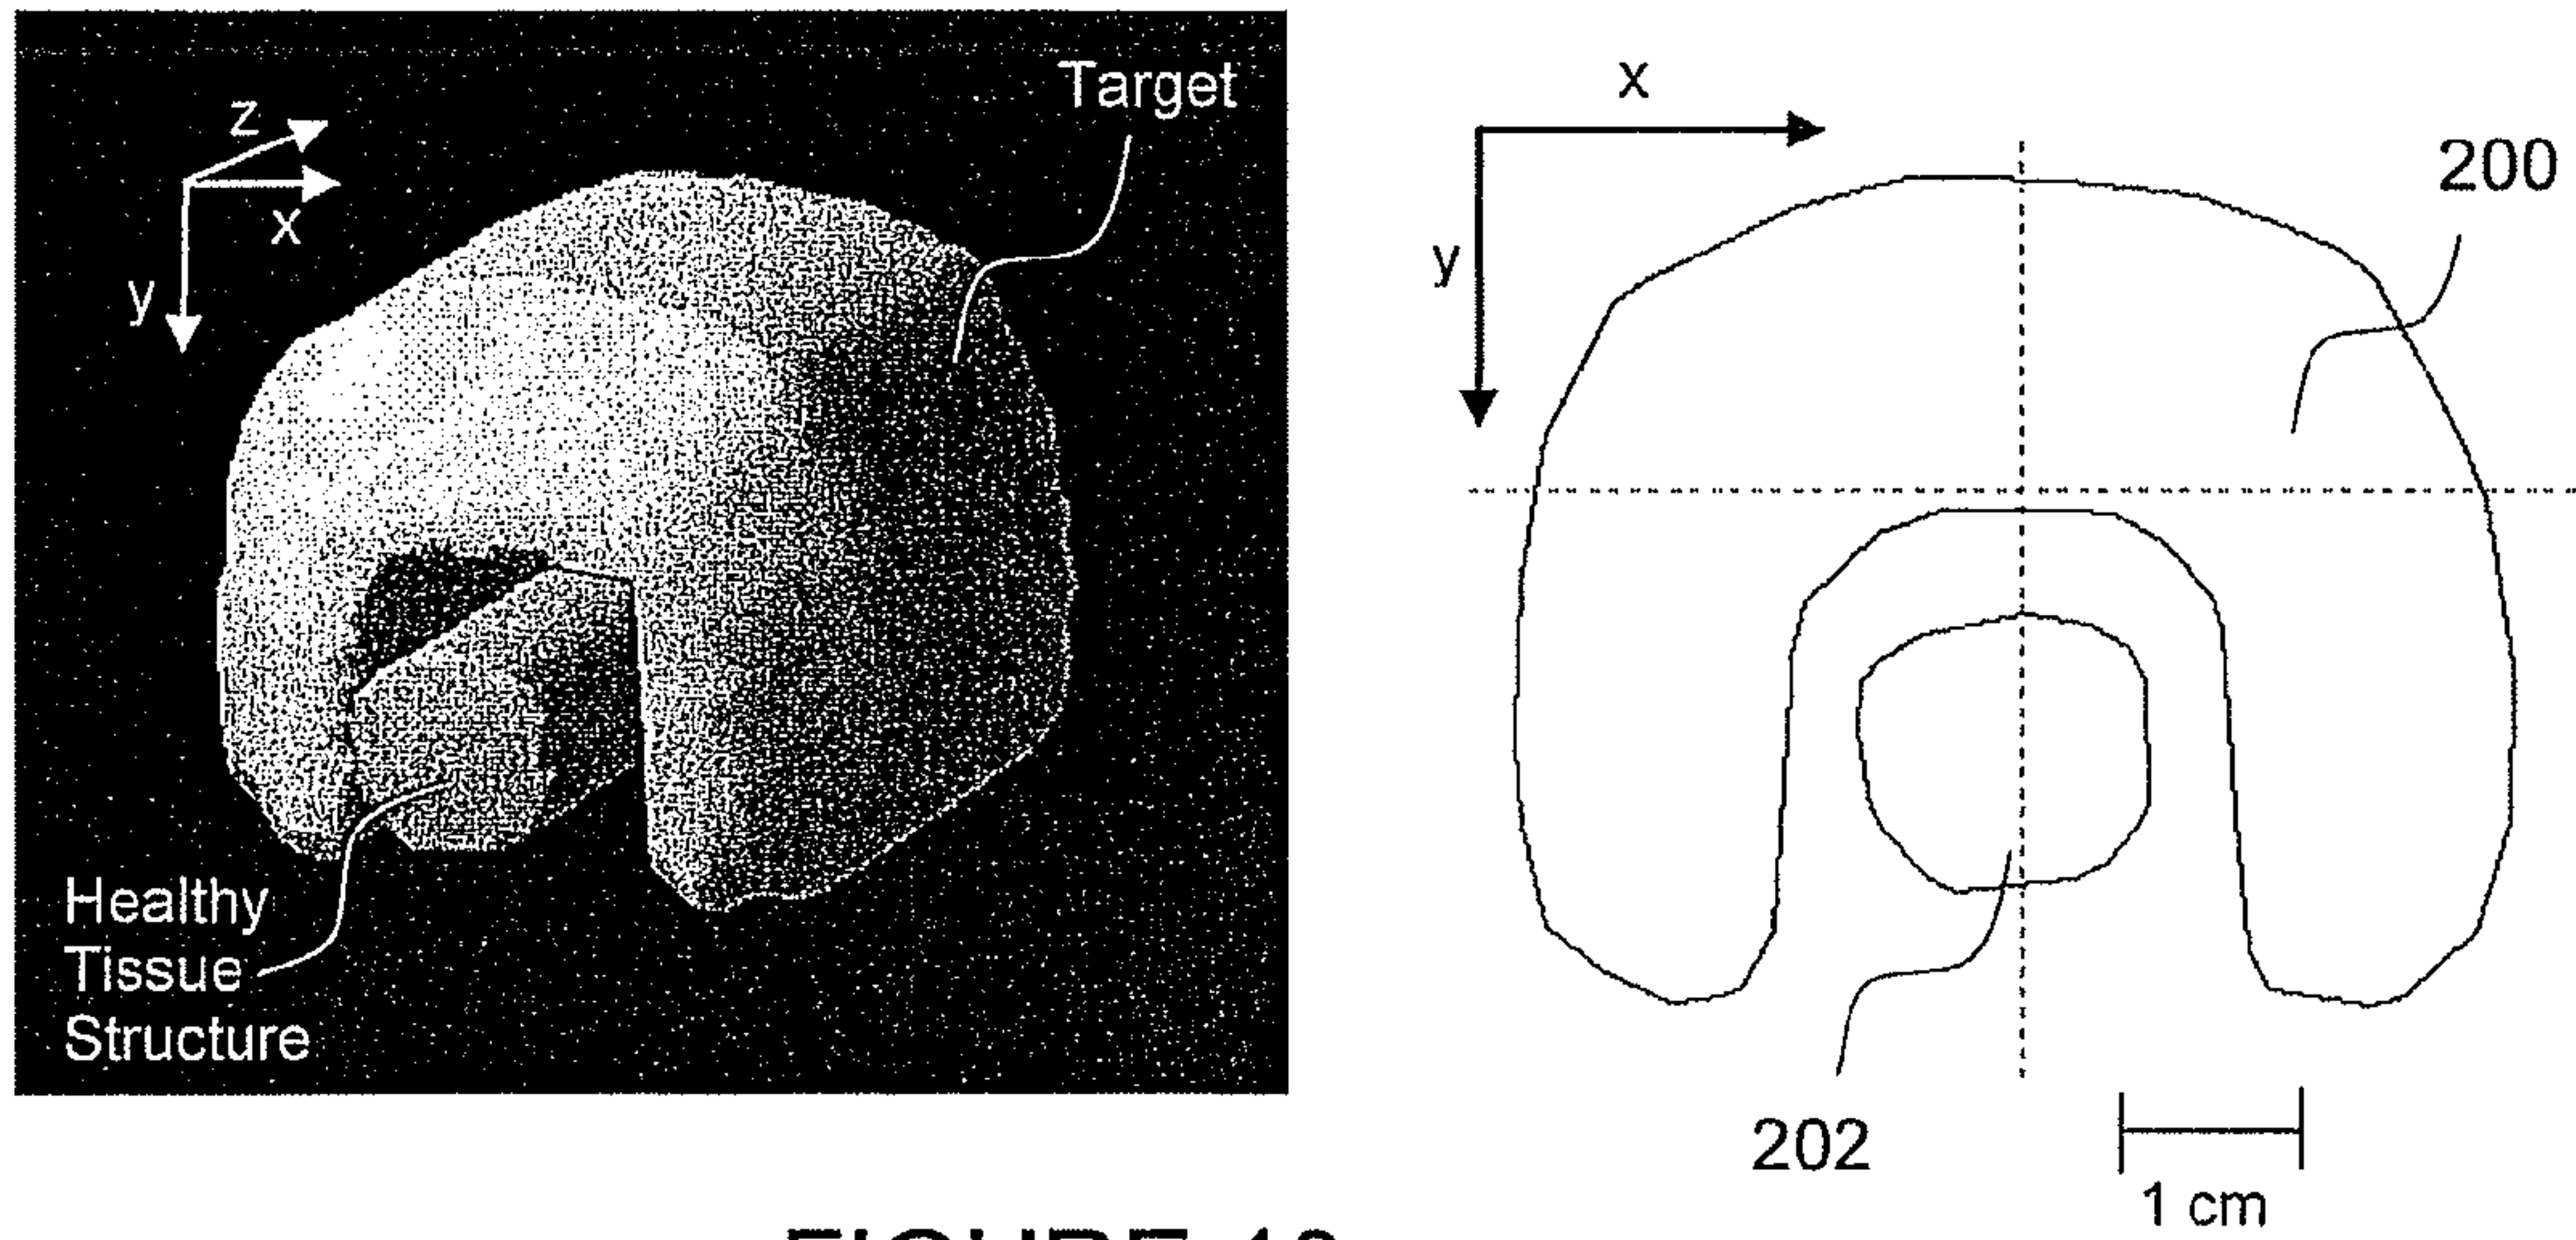 Target
z
x
y
Healthy
Tissue
Structure
x
y
200
202
1 cm